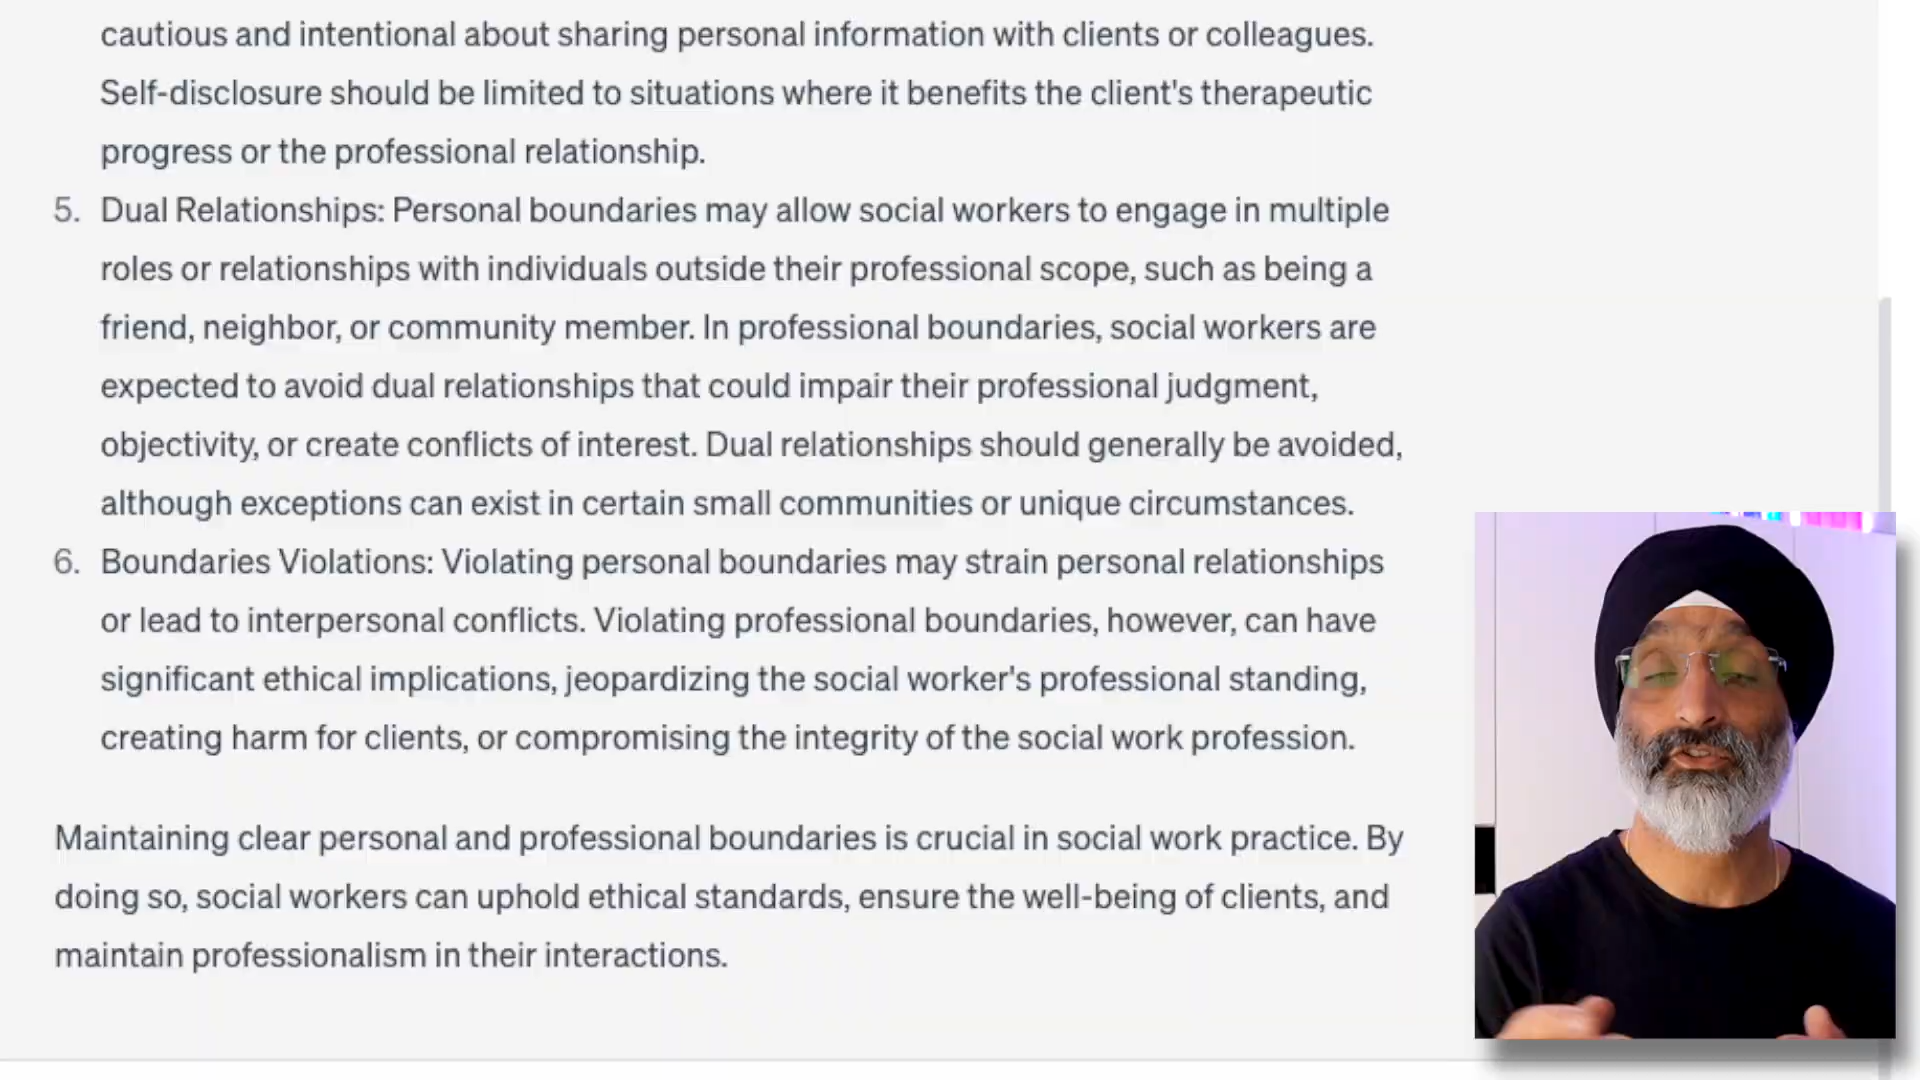 cautious and intentional about sharing personal information with clients or colleagues.
Self-disclosure should be limited to situations where it benefits the client's therapeutic
progress or the professional relationship.
5. Dual Relationships: Personal boundaries may allow social workers to engage in multiple
roles or relationships with individuals outside their professional scope, such as being a
friend, neighbor, or community member. In professional boundaries, social workers are
expected to avoid dual relationships that could impair their professional judgment,
objectivity, or create conflicts of interest. Dual relationships should generally be avoided,
although exceptions can exist in certain small communities or unique circumstances.
6. Boundaries Violations: Violating personal boundaries may strain personal relationships
or lead to interpersonal conflicts. Violating professional boundaries, however, can have
significant ethical implications, jeopardizing the social worker's professional standing,
creating harm for clients, or compromising the integrity of the social work profession.
Maintaining clear personal and professional boundaries is crucial in social work practice. By
doing so, social workers can uphold ethical standards, ensure the well-being of clients, and
maintain professionalism in their interactions.